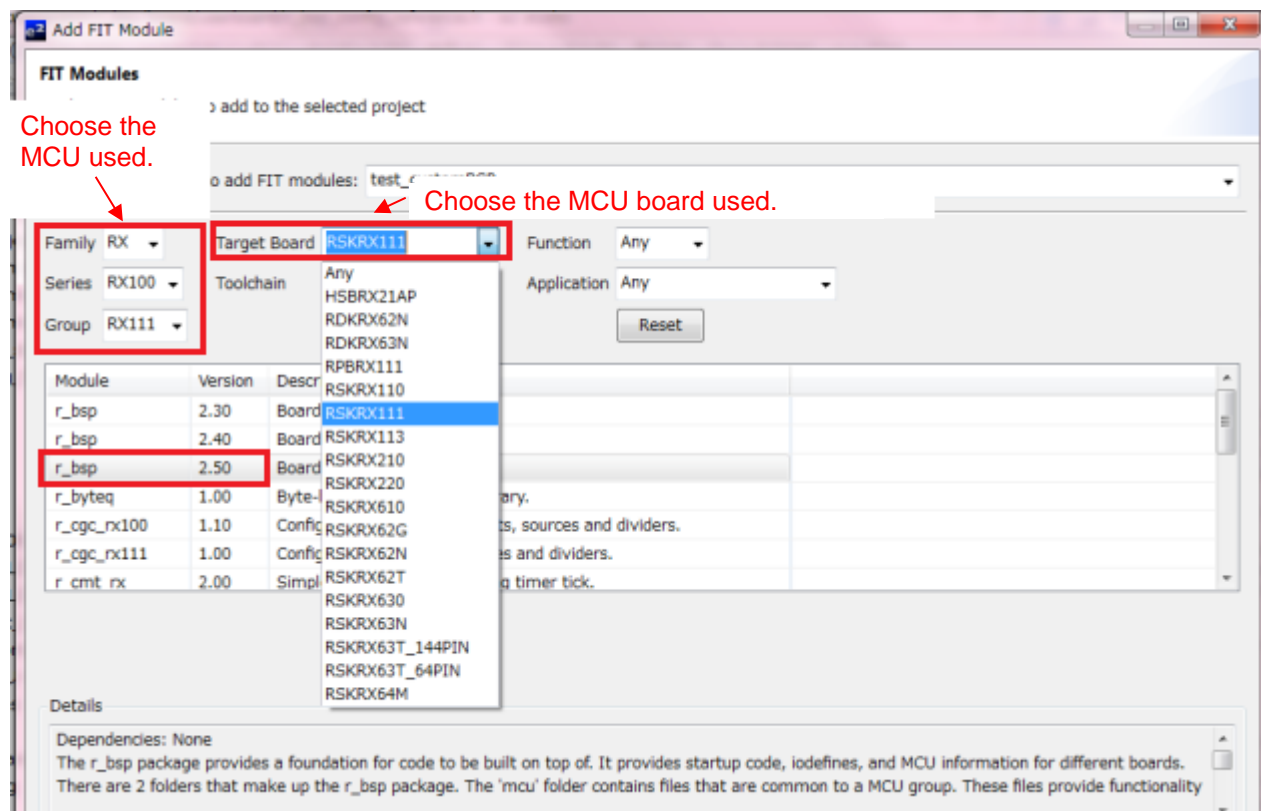 e² Add FIT Module
FIT Modules
add to the selected project
Choose the
MCU used.
o add FIT modules: test_
Choose the MCU board used.
Family RX Target Board RSKRX111 Function Any
Series RX100 Toolchain Application Any
Group RX111 Reset
Any
HSBRX21AP
RDKRX62N
RDKRX63N
RPBRX111
RSKRX110
RSKRX111
RSKRX113
RSKRX210
RSKRX220
RSKRX610
RSKRX62G
RSKRX62N
RSKRX62T
RSKRX630
RSKRX63N
RSKRX63T_144PIN
RSKRX63T_64PIN
RSKRX64M
Module Version Descr
r_bsp 2.30 Board
r_bsp 2.40 Board
r_bsp 2.50 Board
r_byteq 1.00 Byte- ary.
r_cgc_rx100 1.10 Config ts, sources and dividers.
r_cgc_rx111 1.00 Config es and dividers.
r_cmt_rx 2.00 Simpl g timer tick.
Details
Dependencies: None
The r_bsp package provides a foundation for code to be built on top of. It provides startup code, iodefines, and MCU information for different boards.
There are 2 folders that make up the r_bsp package. The 'mcu' folder contains files that are common to a MCU group. These files provide functionality